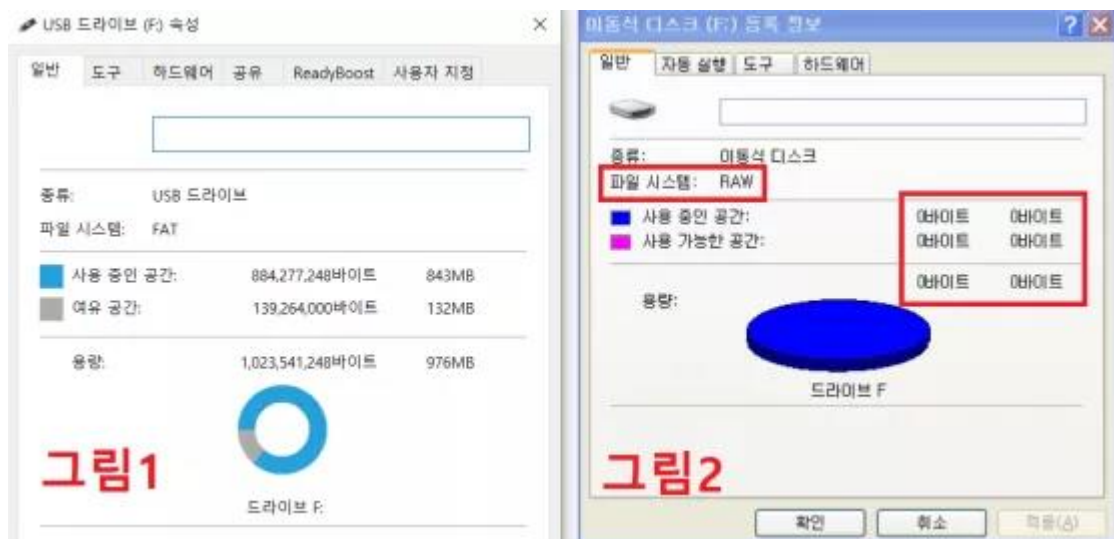 USB 드라이브 (F:) 속성
일반 도구 하드웨어 공유 ReadyBoost 사용자 지정
종류: USB 드라이브
파일 시스템: FAT
사용 중인 공간: 884,277,248바이트 843MB
여유 공간: 139,264,000바이트 132MB
용량: 1,023,541,248바이트 976MB
그림1
드라이브 F:
이동식 디스크 (F:) 등록 정보
일반 자동 실행 도구 하드웨어
종류: 이동식 디스크
파일 시스템: RAW
사용 중인 공간: 0바이트 0바이트
사용 가능한 공간: 0바이트 0바이트
0바이트 0바이트
용량:
드라이브 F
그림2
확인 취소 적용(A)